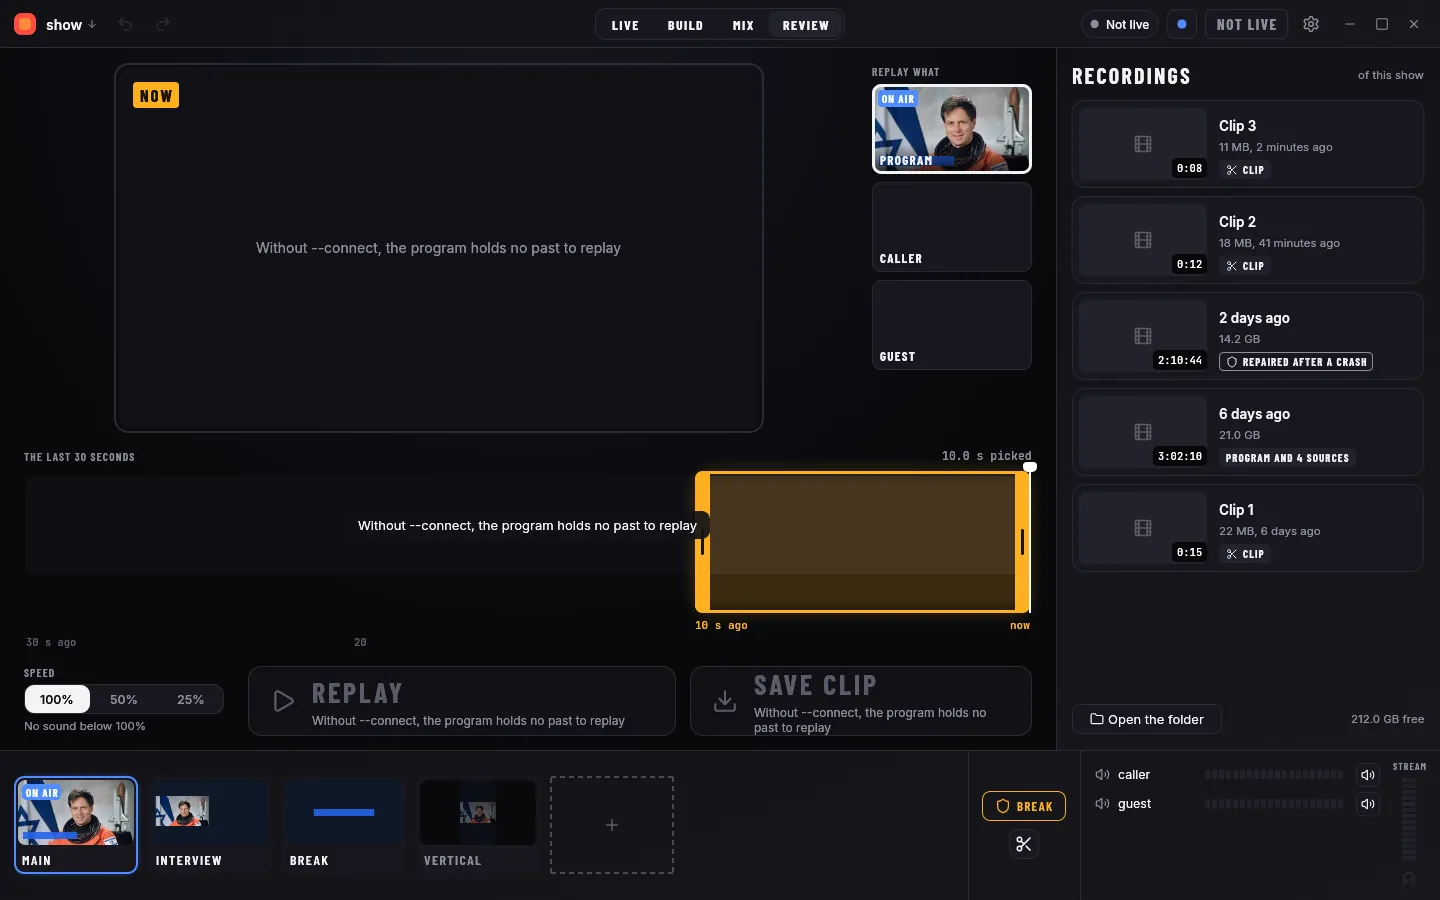 show
LIVE
BUILD
MIX
REVIEW
Not live
NOT LIVE
NOW
Without --connect, the program holds no past to replay
REPLAY WHAT
ON AIR
PROGRAM
CALLER
GUEST
THE LAST 30 SECONDS
10.0 s picked
Without --connect, the program holds no past to replay
10 s ago
now
30 s ago
20
SPEED
100%
50%
25%
No sound below 100%
REPLAY
Without --connect, the program holds no past to replay
SAVE CLIP
Without --connect, the program holds no
past to replay
RECORDINGS
of this show
Clip 3
11 MB, 2 minutes ago
0:08
CLIP
Clip 2
18 MB, 41 minutes ago
0:12
CLIP
2 days ago
14.2 GB
2:10:44
REPAIRED AFTER A CRASH
6 days ago
21.0 GB
3:02:10
PROGRAM AND 4 SOURCES
Clip 1
22 MB, 6 days ago
0:15
CLIP
Open the folder
212.0 GB free
ON AIR
MAIN
INTERVIEW
BREAK
VERTICAL
BREAK
caller
guest
STREAM